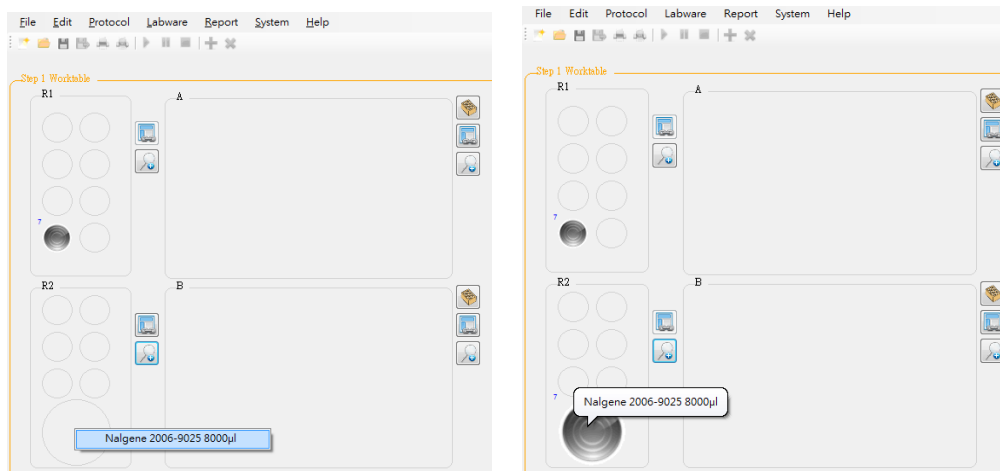 File Edit Protocol Labware Report System Help
Step 1 Worktable
R1
A
7
R2
B
Nalgene 2006-9025 8000µl
File Edit Protocol Labware Report System Help
Step 1 Worktable
R1
A
7
R2
B
7
Nalgene 2006-9025 8000µl